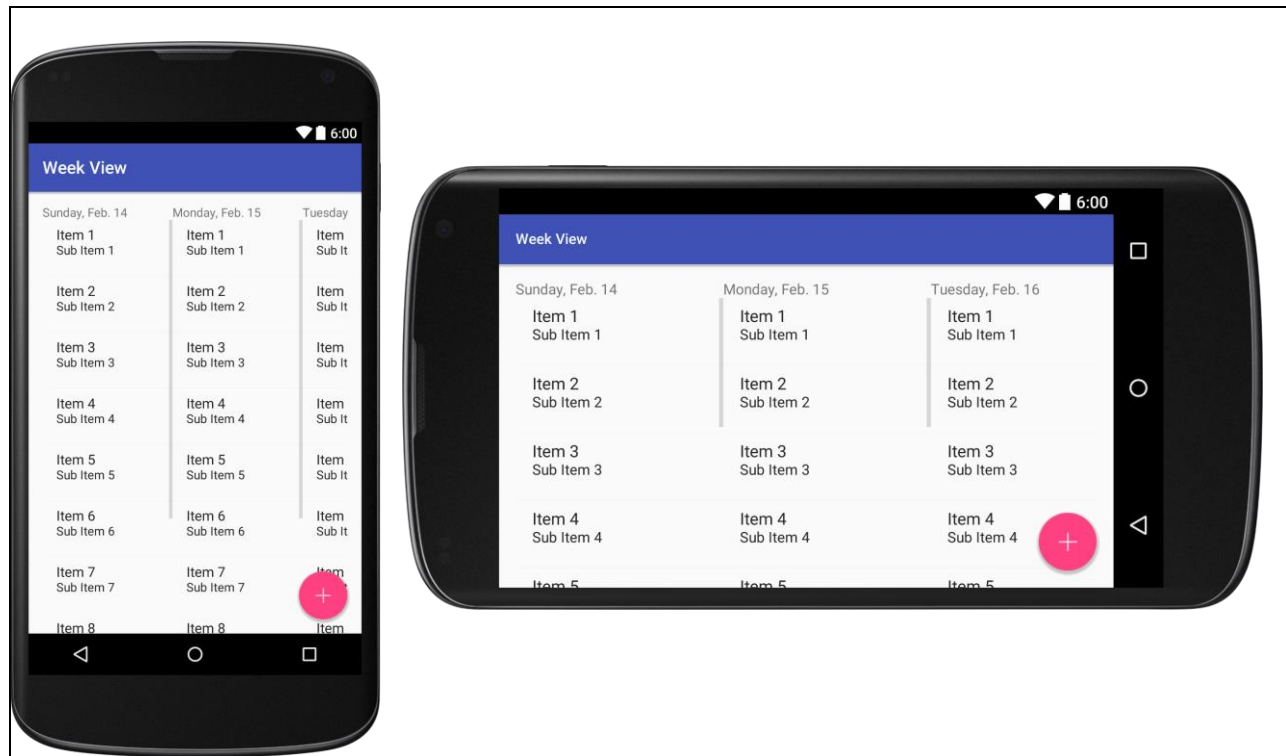 6:00
Week View
Sunday, Feb. 14 Monday, Feb. 15 Tuesday
Item 1 Item 1 Item
Sub Item 1 Sub Item 1 Sub It
Item 2 Item 2 Item
Sub Item 2 Sub Item 2 Sub It
Item 3 Item 3 Item
Sub Item 3 Sub Item 3 Sub It
Item 4 Item 4 Item
Sub Item 4 Sub Item 4 Sub It
Item 5 Item 5 Item
Sub Item 5 Sub Item 5 Sub It
Item 6 Item 6 Item
Sub Item 6 Sub Item 6 Sub It
Item 7 Item 7 Item
Sub Item 7 Sub Item 7
Item 8 Item 8 Item
6:00
Week View
Sunday, Feb. 14 Monday, Feb. 15 Tuesday, Feb. 16
Item 1 Item 1 Item 1
Sub Item 1 Sub Item 1 Sub Item 1
Item 2 Item 2 Item 2
Sub Item 2 Sub Item 2 Sub Item 2
Item 3 Item 3 Item 3
Sub Item 3 Sub Item 3 Sub Item 3
Item 4 Item 4 Item 4
Sub Item 4 Sub Item 4 Sub Item 4
Item 5 Item 5 Item 5